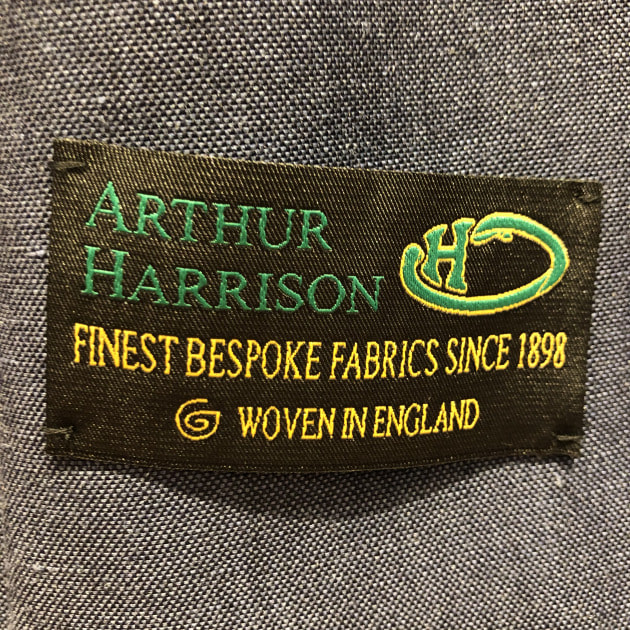 ARTHUR
HARRISON
H
FINEST BESPOKE FABRICS SINCE 1898
WOVEN IN ENGLAND